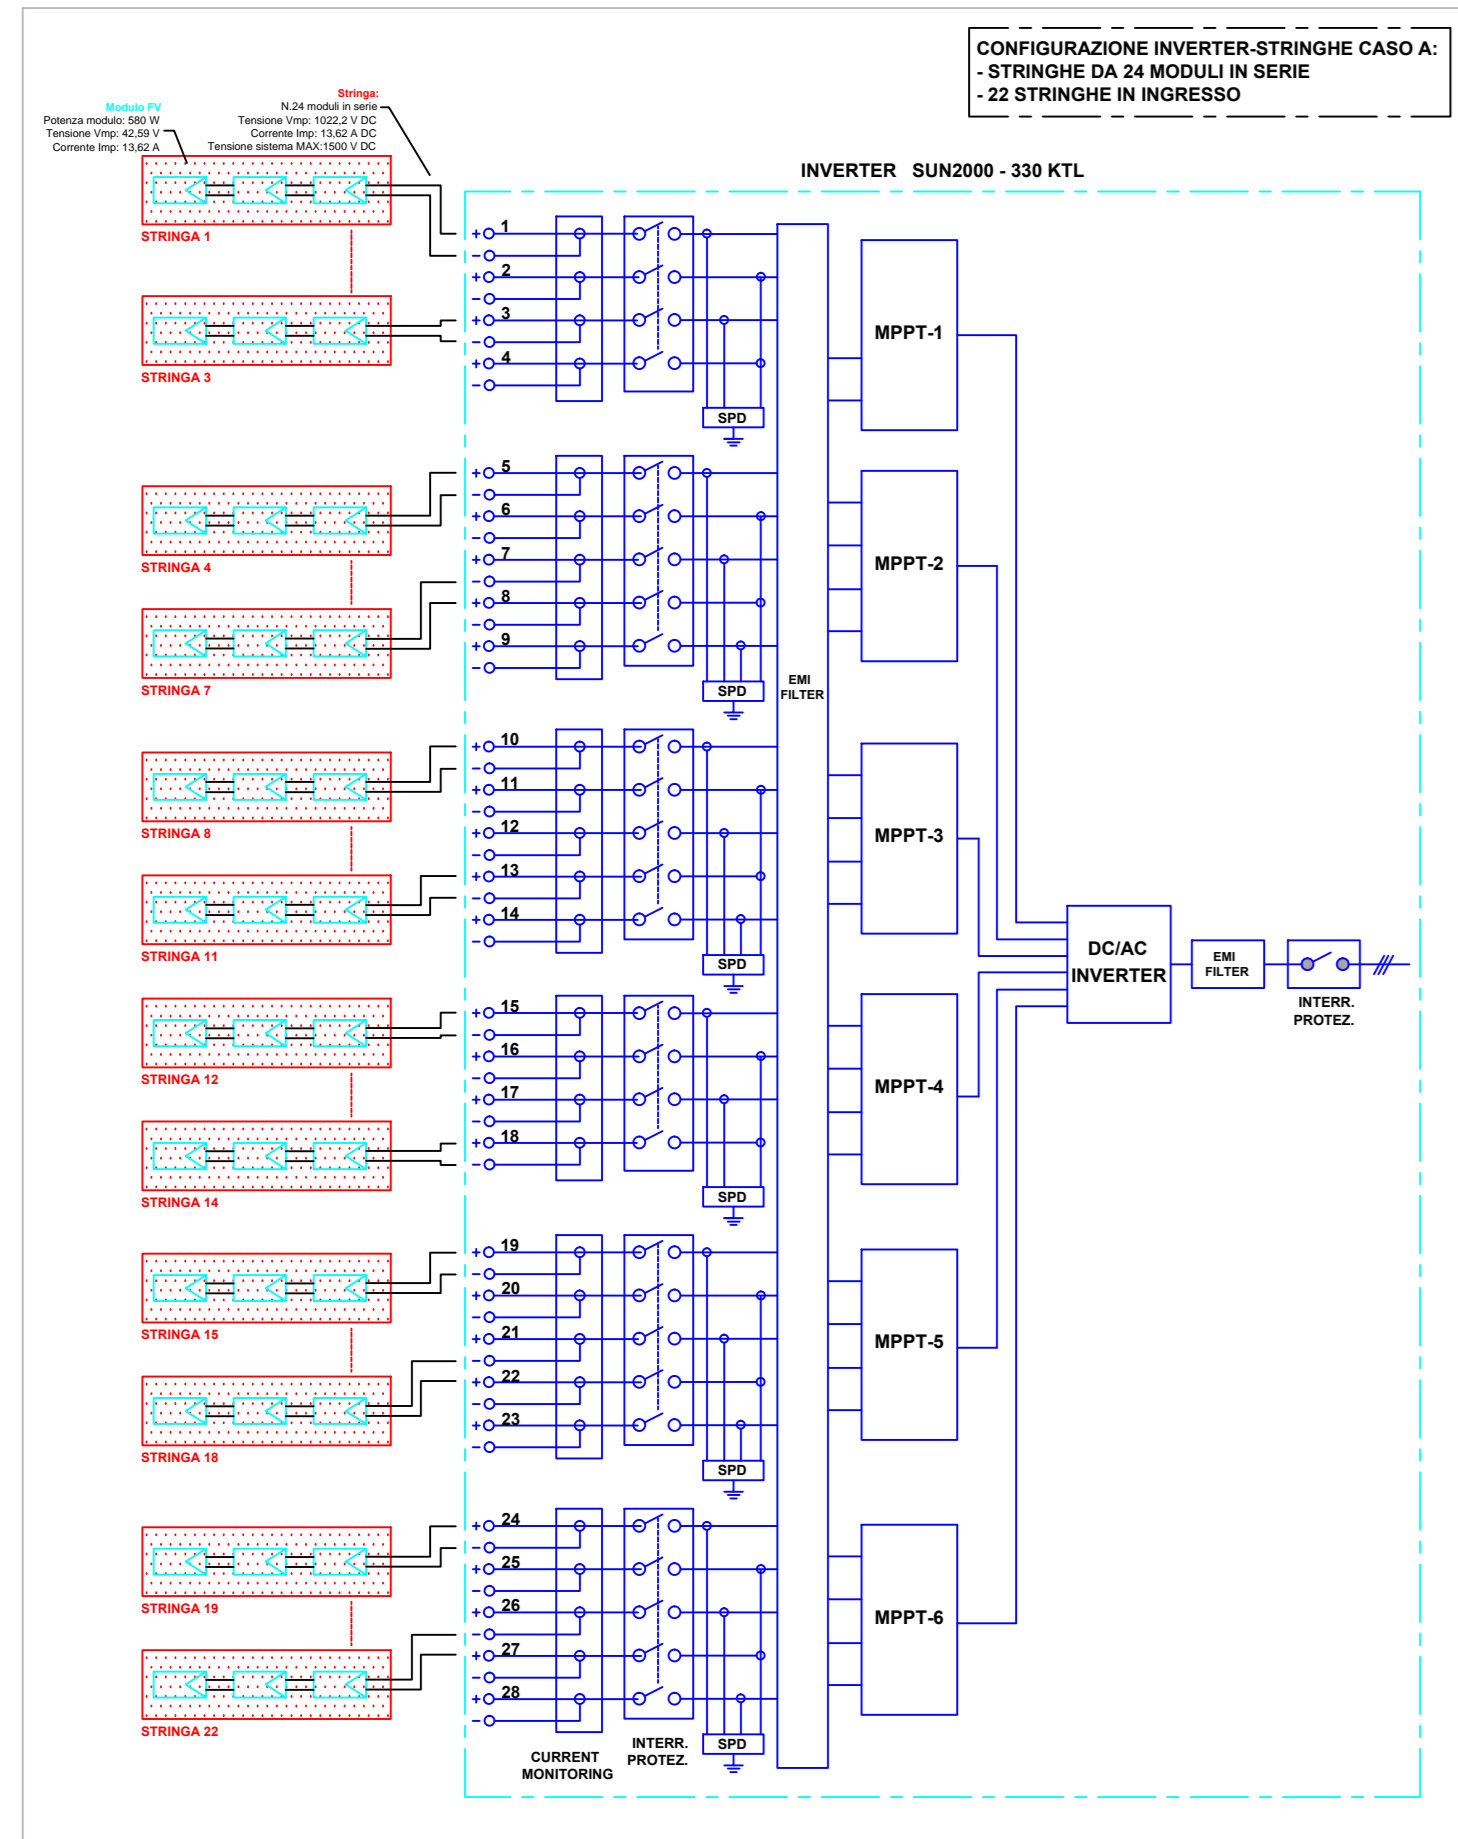 CONFIGURAZIONE INVERTER-STRINGHE CASO A:
- STRINGHE DA 24 MODULI IN SERIE
- 22 STRINGHE IN INGRESSO
Modulo FV
Potenza modulo: 580 W
Tensione Vmp: 42,59 V
Corrente Imp: 13,62 A
Stringa:
N.24 moduli in serie
Tensione Vmp: 1022,2 V DC
Corrente Imp: 13,62 A DC
Tensione sistema MAX:1500 V DC
INVERTER SUN2000 - 330 KTL
STRINGA 1
STRINGA 3
STRINGA 4
STRINGA 7
STRINGA 8
STRINGA 11
STRINGA 12
STRINGA 14
STRINGA 15
STRINGA 18
STRINGA 19
STRINGA 22
+ 1
-
+ 2
-
+ 3
-
+ 4
-
SPD
+ 5
-
+ 6
-
+ 7
-
+ 8
-
+ 9
-
SPD
+ 10
-
+ 11
-
+ 12
-
+ 13
-
+ 14
-
SPD
+ 15
-
+ 16
-
+ 17
-
+ 18
-
SPD
+ 19
-
+ 20
-
+ 21
-
+ 22
-
+ 23
-
SPD
+ 24
-
+ 25
-
+ 26
-
+ 27
-
+ 28
-
SPD
CURRENT
MONITORING
INTERR.
PROTEZ.
EMI
FILTER
MPPT-1
MPPT-2
MPPT-3
MPPT-4
MPPT-5
MPPT-6
DC/AC
INVERTER
EMI
FILTER
INTERR.
PROTEZ.